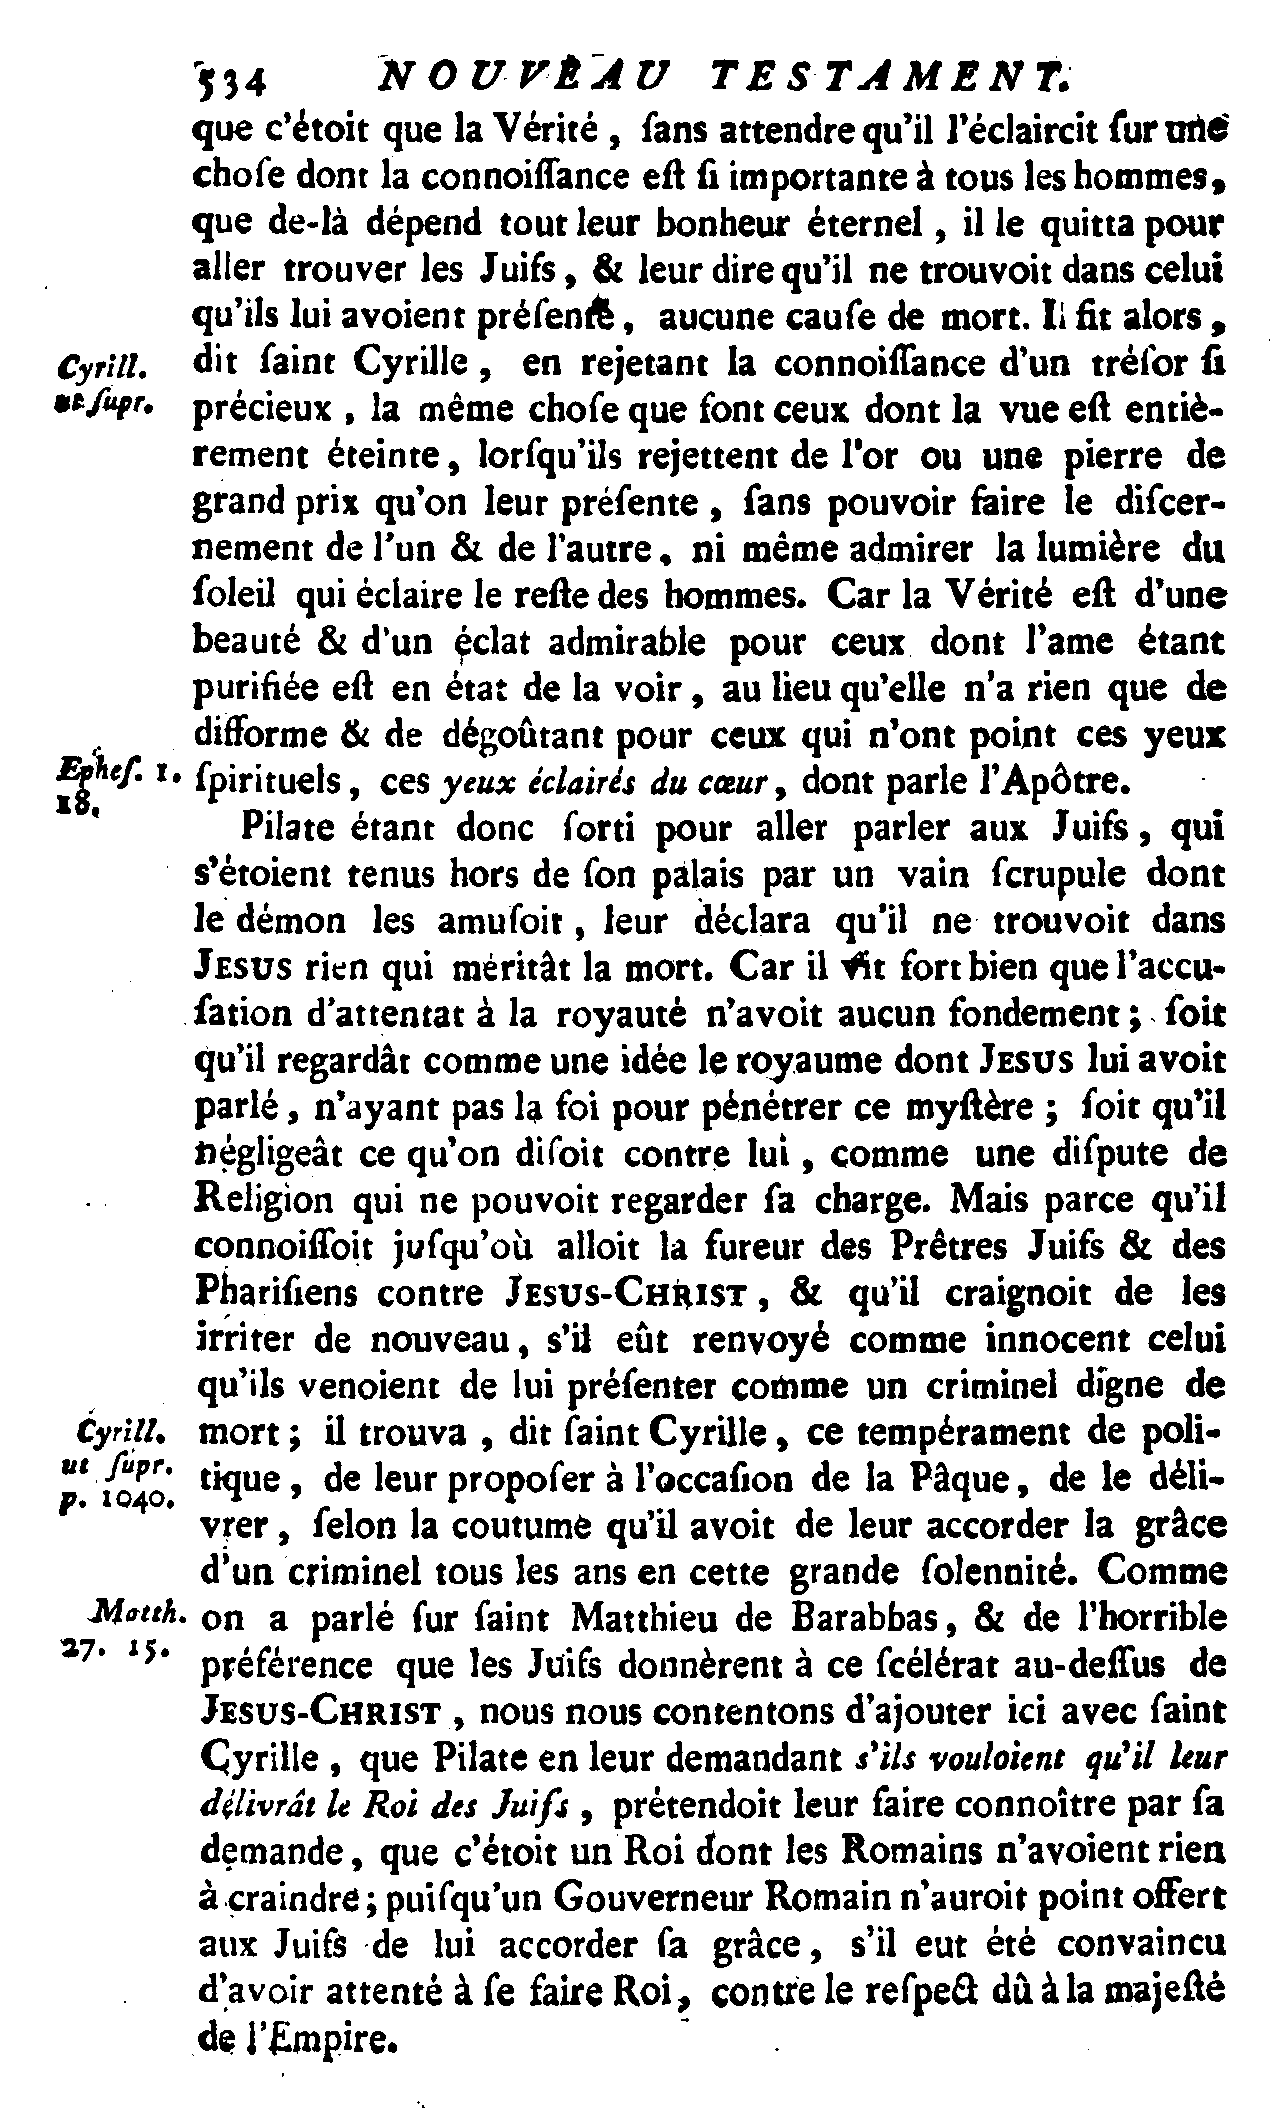 534 NOUVEAU TESTAMENT.
que c'étoit que la Vérité, ſans attendre qu'il l'éclaircit ſur une
choſe dont la connoiſſance eſt ſi importante à tous les hommes,
que de-là dépend tout leur bonheur éternel, il le quitta pour
aller trouver les Juifs, & leur dire qu'il ne trouvoit dans celui
qu'ils lui avoient préſenté, aucune cauſe de mort. Il fit alors,
Cyrill. dit ſaint Cyrille, en rejetant la connoiſſance d'un tréſor ſi
ut ſupr. précieux, la même choſe que font ceux dont la vue eſt entiè-
rement éteinte, lorſqu'ils rejettent de l'or ou une pierre de
grand prix qu'on leur préſente, ſans pouvoir faire le diſcer-
nement de l'un & de l'autre, ni même admirer la lumière du
ſoleil qui éclaire le reſte des hommes. Car la Vérité eſt d'une
beauté & d'un éclat admirable pour ceux dont l'ame étant
purifiée eſt en état de la voir, au lieu qu'elle n'a rien que de
difforme & de dégoûtant pour ceux qui n'ont point ces yeux
Epheſ. 1. ſpirituels, ces yeux éclairés du cœur, dont parle l'Apôtre.
18.
Pilate étant donc ſorti pour aller parler aux Juifs, qui
s'étoient tenus hors de ſon palais par un vain ſcrupule dont
le démon les amuſoit, leur déclara qu'il ne trouvoit dans
JESUS rien qui méritât la mort. Car il vit fort bien que l'accu-
ſation d'attentat à la royauté n'avoit aucun fondement; ſoit
qu'il regardât comme une idée le royaume dont JESUS lui avoit
parlé, n'ayant pas la foi pour pénétrer ce myſtère; ſoit qu'il
négligeât ce qu'on diſoit contre lui, comme une diſpute de
Religion qui ne pouvoit regarder ſa charge. Mais parce qu'il
connoiſſoit juſqu'où alloit la fureur des Prêtres Juifs & des
Phariſiens contre JESUS-CHRIST, & qu'il craignoit de les
irriter de nouveau, s'il eût renvoyé comme innocent celui
qu'ils venoient de lui préſenter comme un criminel digne de
Cyrill. mort; il trouva, dit ſaint Cyrille, ce tempérament de poli-
ut ſupr. tique, de leur propoſer à l'occaſion de la Pâque, de le déli-
p. 1040.
vrer, ſelon la coutume qu'il avoit de leur accorder la grâce
d'un criminel tous les ans en cette grande ſolennité. Comme
Matth. on a parlé ſur ſaint Matthieu de Barabbas, & de l'horrible
27. 15. préférence que les Juifs donnèrent à ce ſcélérat au-deſſus de
JESUS-CHRIST, nous nous contentons d'ajouter ici avec ſaint
Cyrille, que Pilate en leur demandant s'ils vouloient qu'il leur
délivrât le Roi des Juifs, prétendoit leur faire connoître par ſa
demande, que c'étoit un Roi dont les Romains n'avoient rien
à craindre; puiſqu'un Gouverneur Romain n'auroit point offert
aux Juifs de lui accorder ſa grâce, s'il eut été convaincu
d'avoir attenté à ſe faire Roi, contre le reſpect dû à la majeſté
de l'Empire.